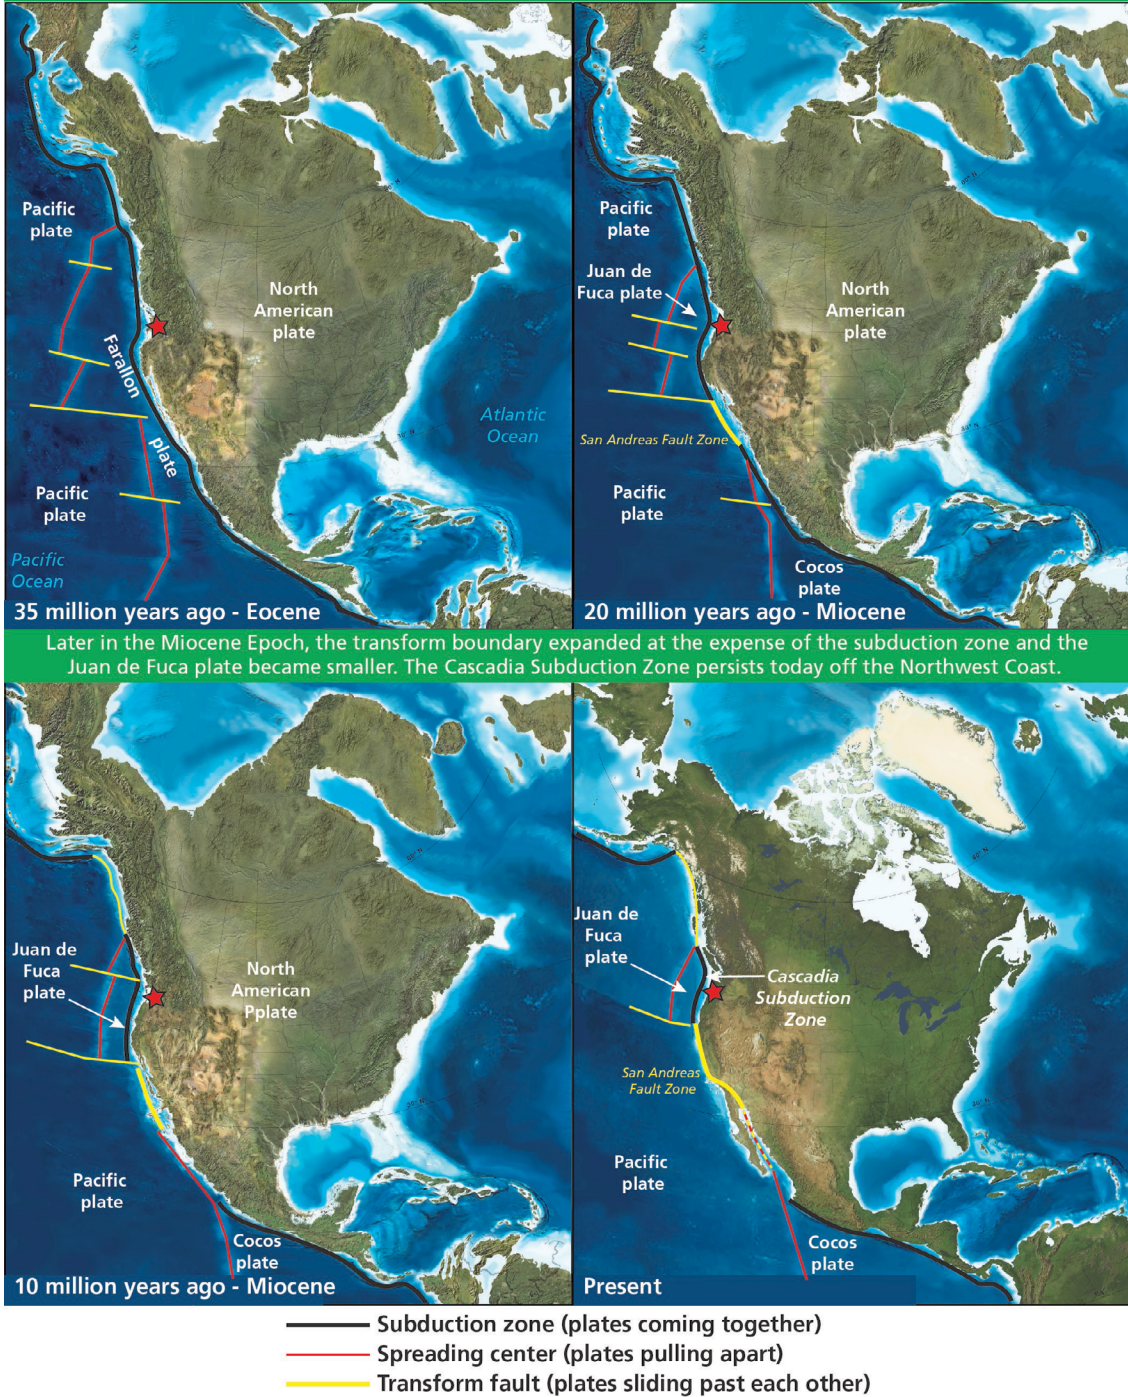 Pacific
plate
North
American
plate
Farallon
plate
Atlantic
Ocean
Pacific
plate
Pacific
Ocean
30° N
35 million years ago - Eocene
Pacific
plate
Juan de
Fuca plate
North
American
plate
San Andreas Fault Zone
Pacific
plate
Cocos
plate
20 million years ago - Miocene
Later in the Miocene Epoch, the transform boundary expanded at the expense of the subduction zone and the
Juan de Fuca plate became smaller. The Cascadia Subduction Zone persists today off the Northwest Coast.
Juan de
Fuca
plate
North
American
Pplate
Pacific
plate
Cocos
plate
10 million years ago - Miocene
Juan de
Fuca
plate
Cascadia
Subduction
Zone
San Andreas
Fault Zone
Pacific
plate
Cocos
plate
Present
Subduction zone (plates coming together)
Spreading center (plates pulling apart)
Transform fault (plates sliding past each other)